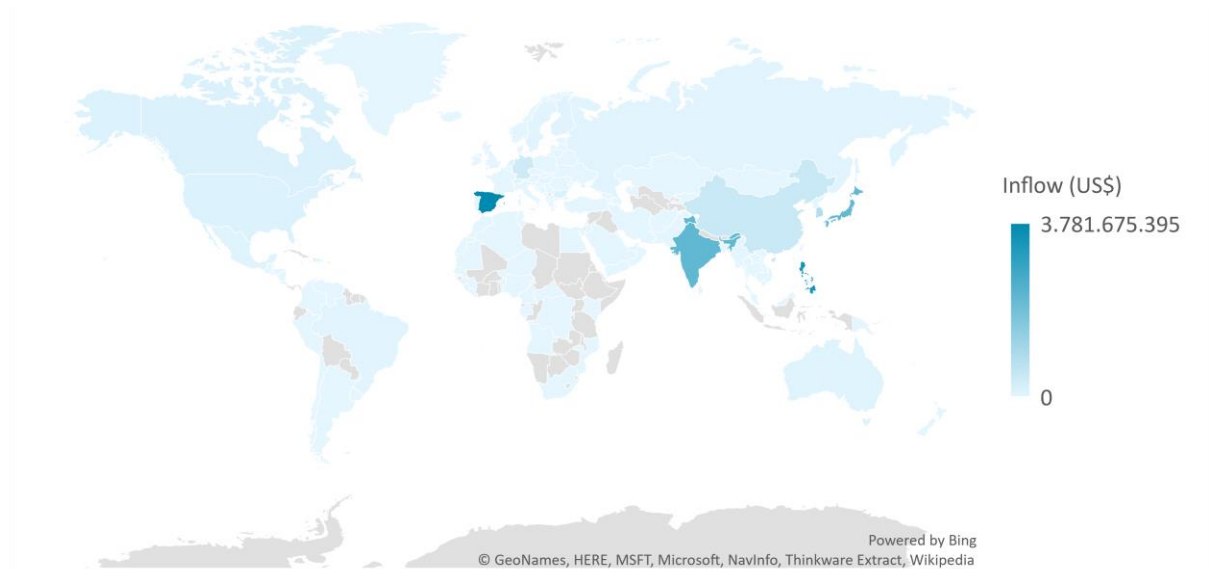 Inflow (US$)
3.781.675.395
0
Powered by Bing
© GeoNames, HERE, MSFT, Microsoft, NavInfo, Thinkware Extract, Wikipedia